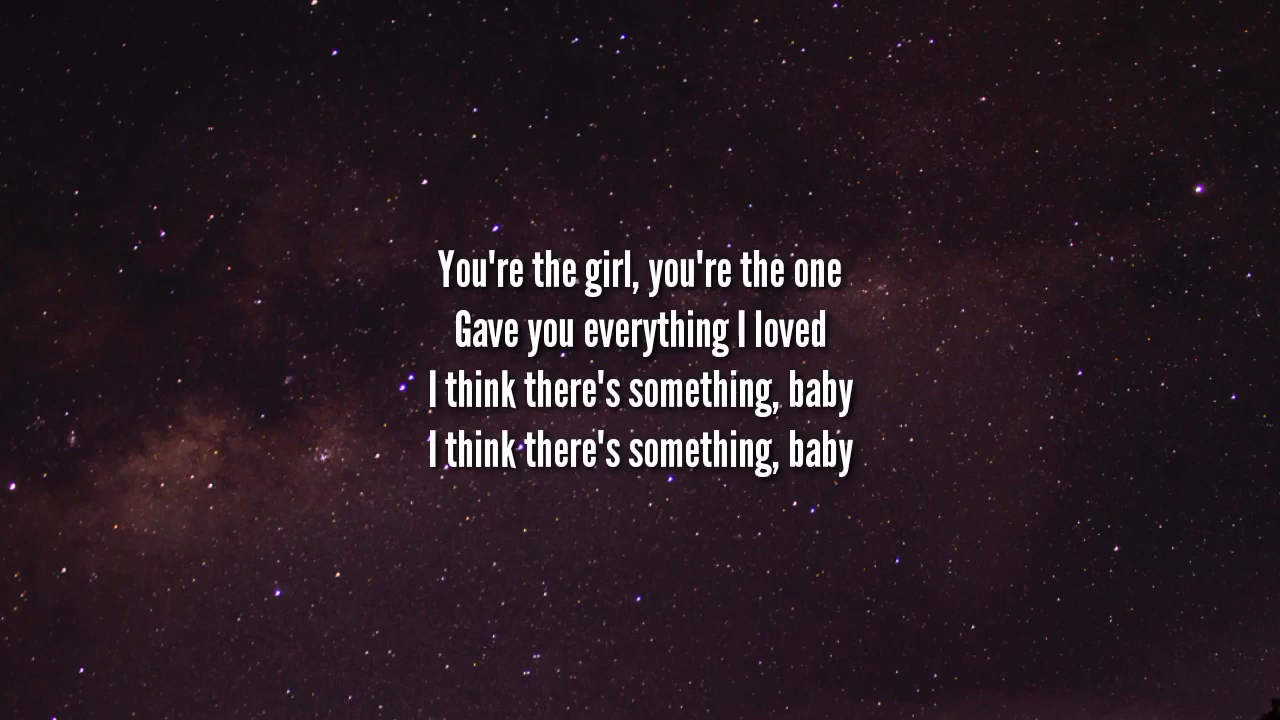 You're the girl, you're the one
Gave you everything I loved
I think there's something, baby
I think there's something, baby